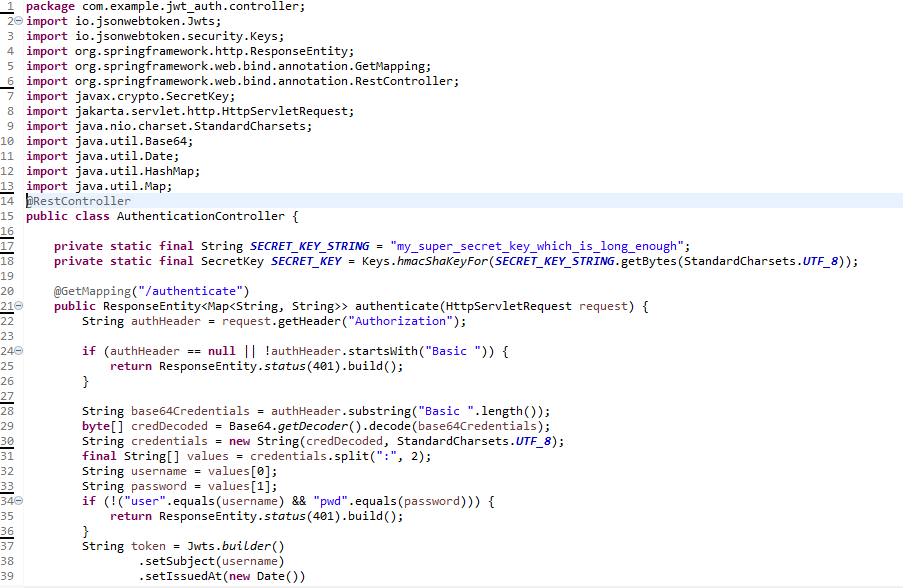 1 package com.example.jwt_auth.controller;
2 import io.jsonwebtoken.Jwts;
3 import io.jsonwebtoken.security.Keys;
4 import org.springframework.http.ResponseEntity;
5 import org.springframework.web.bind.annotation.GetMapping;
6 import org.springframework.web.bind.annotation.RestController;
7 import javax.crypto.SecretKey;
8 import jakarta.servlet.http.HttpServletRequest;
9 import java.nio.charset.StandardCharsets;
10 import java.util.Base64;
11 import java.util.Date;
12 import java.util.HashMap;
13 import java.util.Map;
14 @RestController
15 public class AuthenticationController {
16
17     private static final String SECRET_KEY_STRING = "my_super_secret_key_which_is_long_enough";
18     private static final SecretKey SECRET_KEY = Keys.hmacShaKeyFor(SECRET_KEY_STRING.getBytes(StandardCharsets.UTF_8));
19
20     @GetMapping("/authenticate")
21     public ResponseEntity<Map<String, String>> authenticate(HttpServletRequest request) {
22         String authHeader = request.getHeader("Authorization");
23
24         if (authHeader == null || !authHeader.startsWith("Basic ")) {
25             return ResponseEntity.status(401).build();
26         }
27
28         String base64Credentials = authHeader.substring("Basic ".length());
29         byte[] credDecoded = Base64.getDecoder().decode(base64Credentials);
30         String credentials = new String(credDecoded, StandardCharsets.UTF_8);
31         final String[] values = credentials.split(":", 2);
32         String username = values[0];
33         String password = values[1];
34         if (!("user".equals(username) && "pwd".equals(password))) {
35             return ResponseEntity.status(401).build();
36         }
37         String token = Jwts.builder()
38                 .setSubject(username)
39                 .setIssuedAt(new Date())